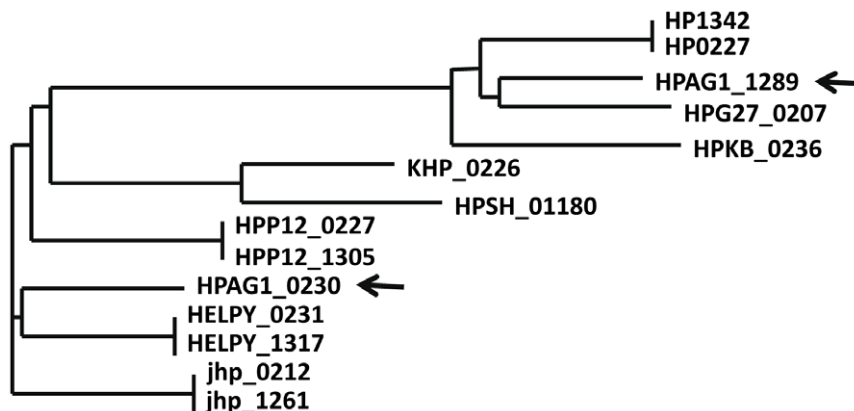 HP1342
HP0227
HPAG1_1289
HPG27_0207
HPKB_0236
KHP_0226
HPSH_01180
HPP12_0227
HPP12_1305
HPAG1_0230
HELPY_0231
HELPY_1317
jhp_0212
jhp_1261